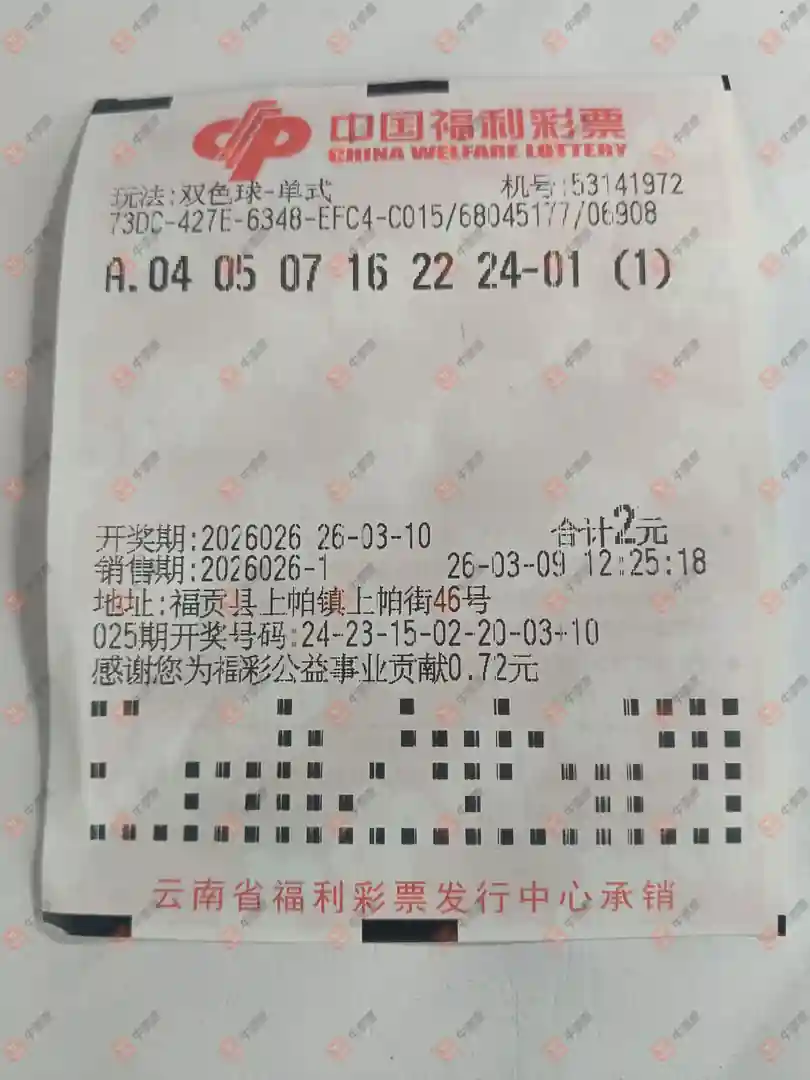 中国福利彩票
CHINA WELFARE LOTTERY
玩法:双色球-单式 机号:53141972
73DC-427E-6348-EFC4-C015/68045177/06908
A.04 05 07 16 22 24-01 (1)
开奖期:2026026 26-03-10 合计2元
销售期:2026026-1 26-03-09 12:25:18
地址:福贡县上帕镇上帕街46号
025期开奖号码:24-23-15-02-20-03+10
感谢您为福彩公益事业贡献0.72元
云南省福利彩票发行中心承销